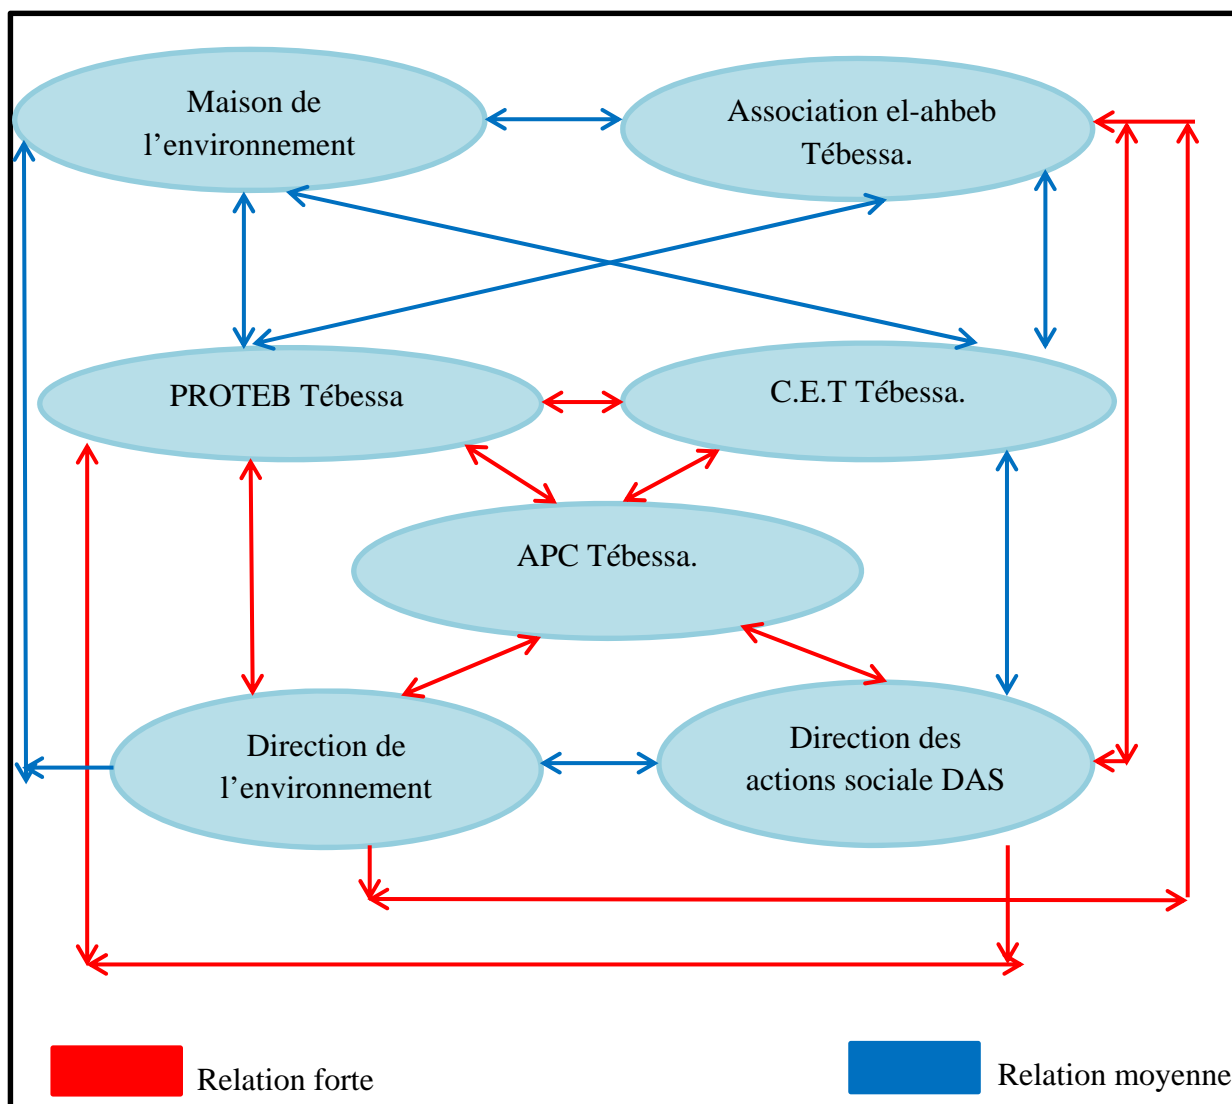 Maison de
l’environnement
Association el-ahbeb
Tébessa.
PROTEB Tébessa
C.E.T Tébessa.
APC Tébessa.
Direction de
l’environnement
Direction des
actions sociale DAS
Relation forte
Relation moyenne